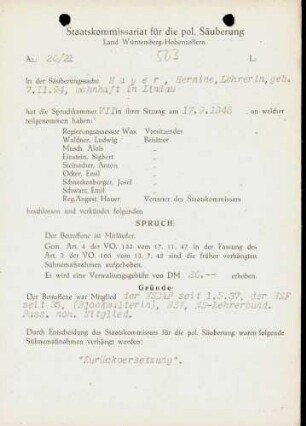 Staatskommissariat für die pol. Säuberung
Land Württemberg-Hohenzollern
Az. 20/21 503 L:
In der Säuberungssache Mayer, Hermine, Lehrerin, geb.
7.11.94, wohnhaft in Lindau
hat die Spruchkammer VII in ihrer Sitzung am 17.9.1948 an welcher
teilgenommen haben:
Regierungsassessor Wax Vorsitzender
Waldner, Ludwig Beisitzer
Musch, Alois "
Einstein, Sigbert "
Steinacher, Anton "
Ocker, Emil "
Schneckenburger, Josef "
Schwarz, Emil "
Reg.Angest. Hauer Vertreter des Staatskommissars
beschlossen und verkündet folgenden
SPRUCH:
Der Betroffene ist Mitläufer.
Gem. Art. 4 der VO. 133 vom 17. 11. 47 in der Fassung des
Art. 2 der VO. 168 vom 13. 7. 48 sind die früher verhängten
Sühnemaßnahmen aufgehoben.
Es wird eine Verwaltungsgebühr von DM 20.-- erhoben.
Gründe:
Der Betroffene war Mitglied der NSDAP seit 1.5.37, der NSF
seit 35, (Blockwalterin), NSV, NS-Lehrerbund.
Pass. nom. Mitglied.
Durch Entscheidung des Staatskommissars für die pol. Säuberung waren folgende
Sühnemaßnahmen verhängt worden:
"Zurückversetzung".